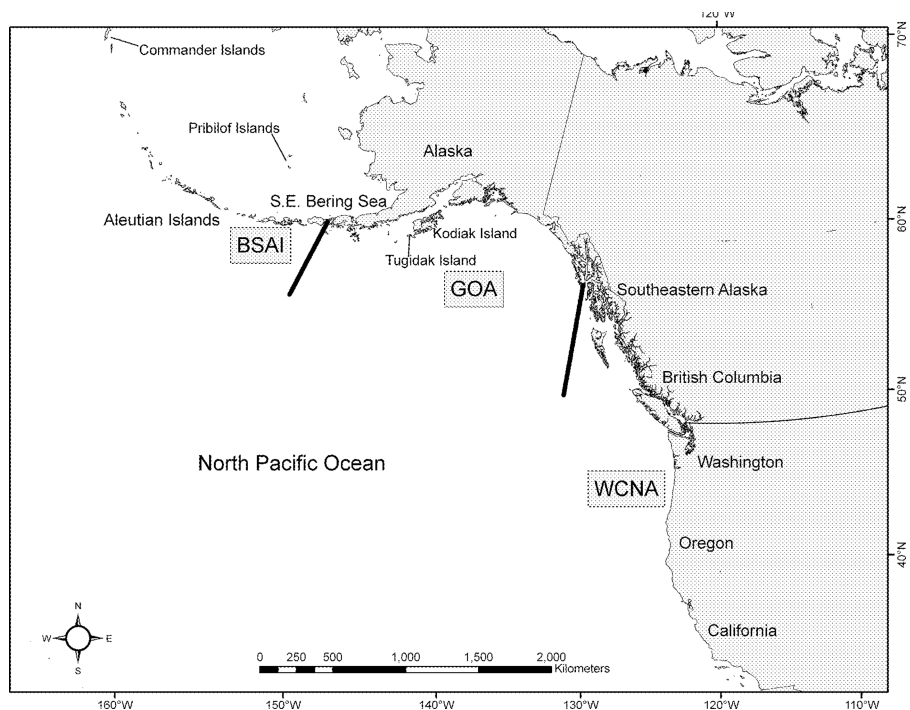 120°W
70°N
Commander Islands
Pribilof Islands
Alaska
S.E. Bering Sea
Aleutian Islands
60°N
Kodiak Island
BSAI
Tugidak Island
GOA
Southeastern Alaska
British Columbia
50°N
North Pacific Ocean
Washington
WCNA
Oregon
40°N
N
W E
S
California
0 250 500 1,000 1,500 2,000
Kilometers
160°W 150°W 140°W 130°W 120°W 110°W